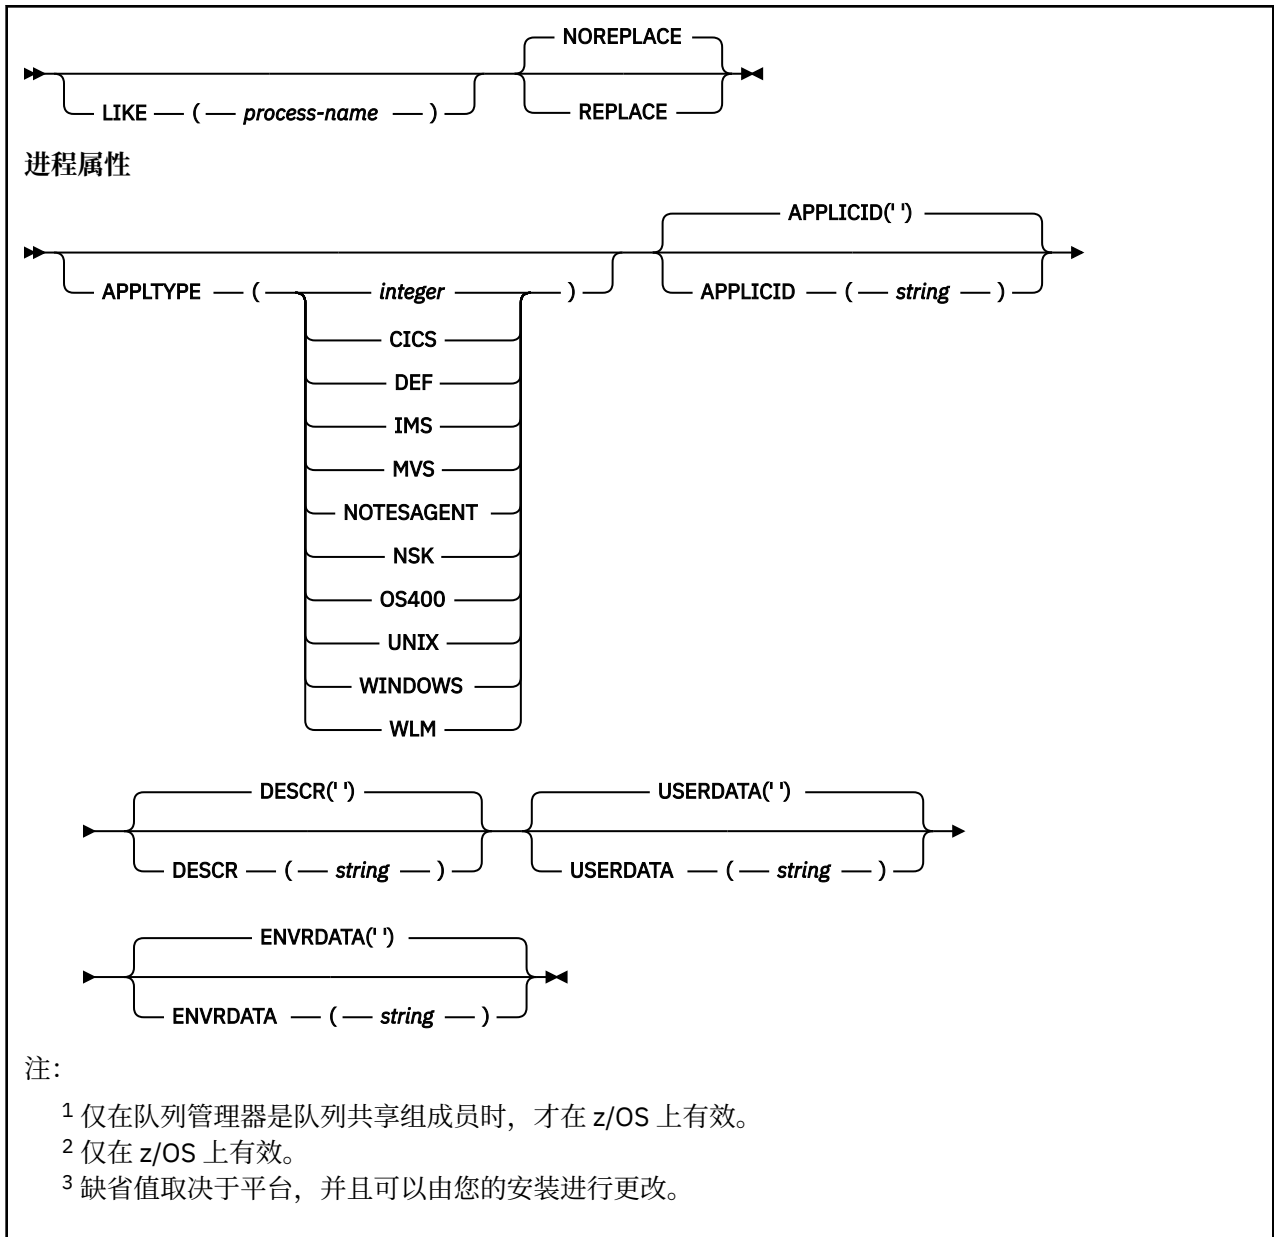 NOREPLACE
LIKE ( process-name ) REPLACE
进程属性
APPLICID(' ')
APPLTYPE ( integer ) APPLICID ( string )
CICS
DEF
IMS
MVS
NOTESAGENT
NSK
OS400
UNIX
WINDOWS
WLM
DESCR(' ') USERDATA(' ')
DESCR ( string ) USERDATA ( string )
ENVRDATA(' ')
ENVRDATA ( string )
注：
1 仅在队列管理器是队列共享组成员时，才在 z/OS 上有效。
2 仅在 z/OS 上有效。
3 缺省值取决于平台，并且可以由您的安装进行更改。